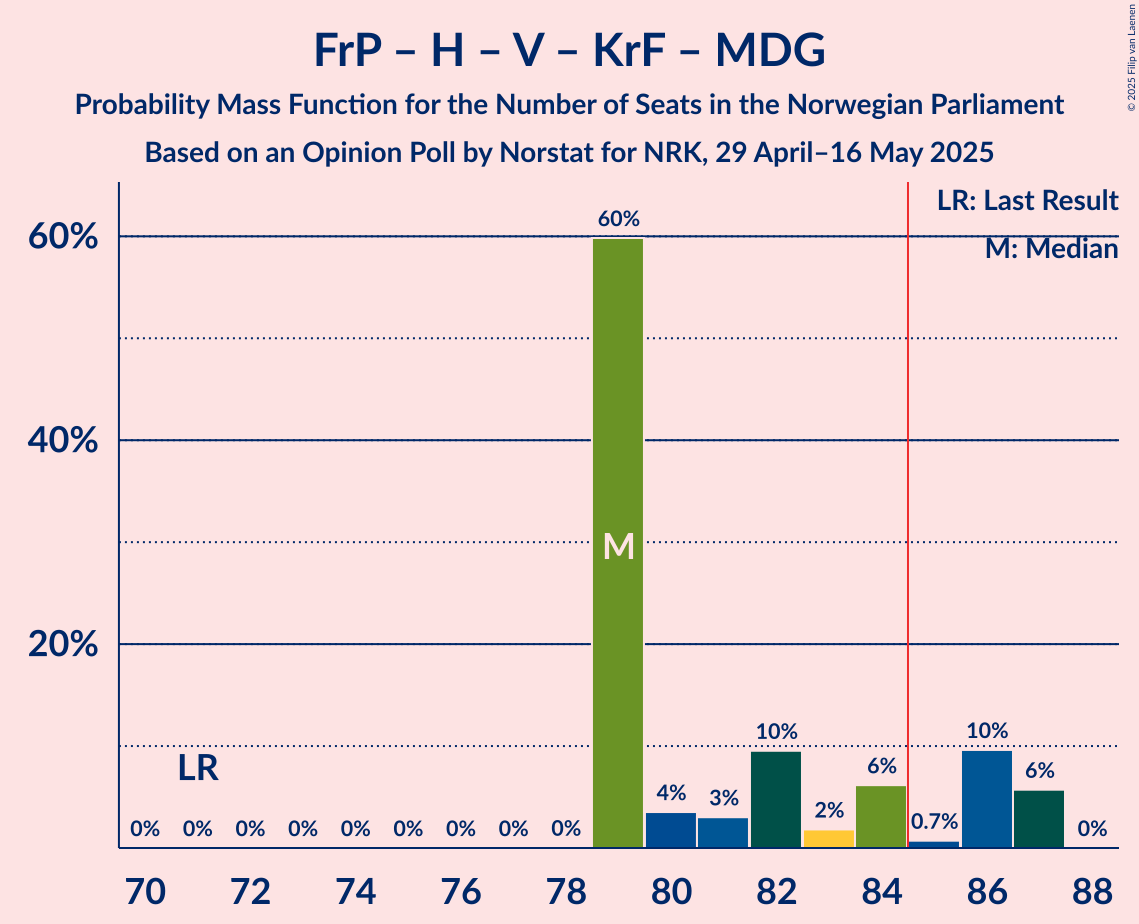 FrP – H – V – KrF – MDG
Probability Mass Function for the Number of Seats in the Norwegian Parliament
Based on an Opinion Poll by Norstat for NRK, 29 April–16 May 2025
© 2025 Filip van Laenen
LR: Last Result
M: Median
60%
40%
20%
60%
M
LR
0% 0% 0% 0% 0% 0% 0% 0% 0% 4% 3% 10% 2% 6% 0.7% 10% 6% 0%
70 72 74 76 78 80 82 84 86 88